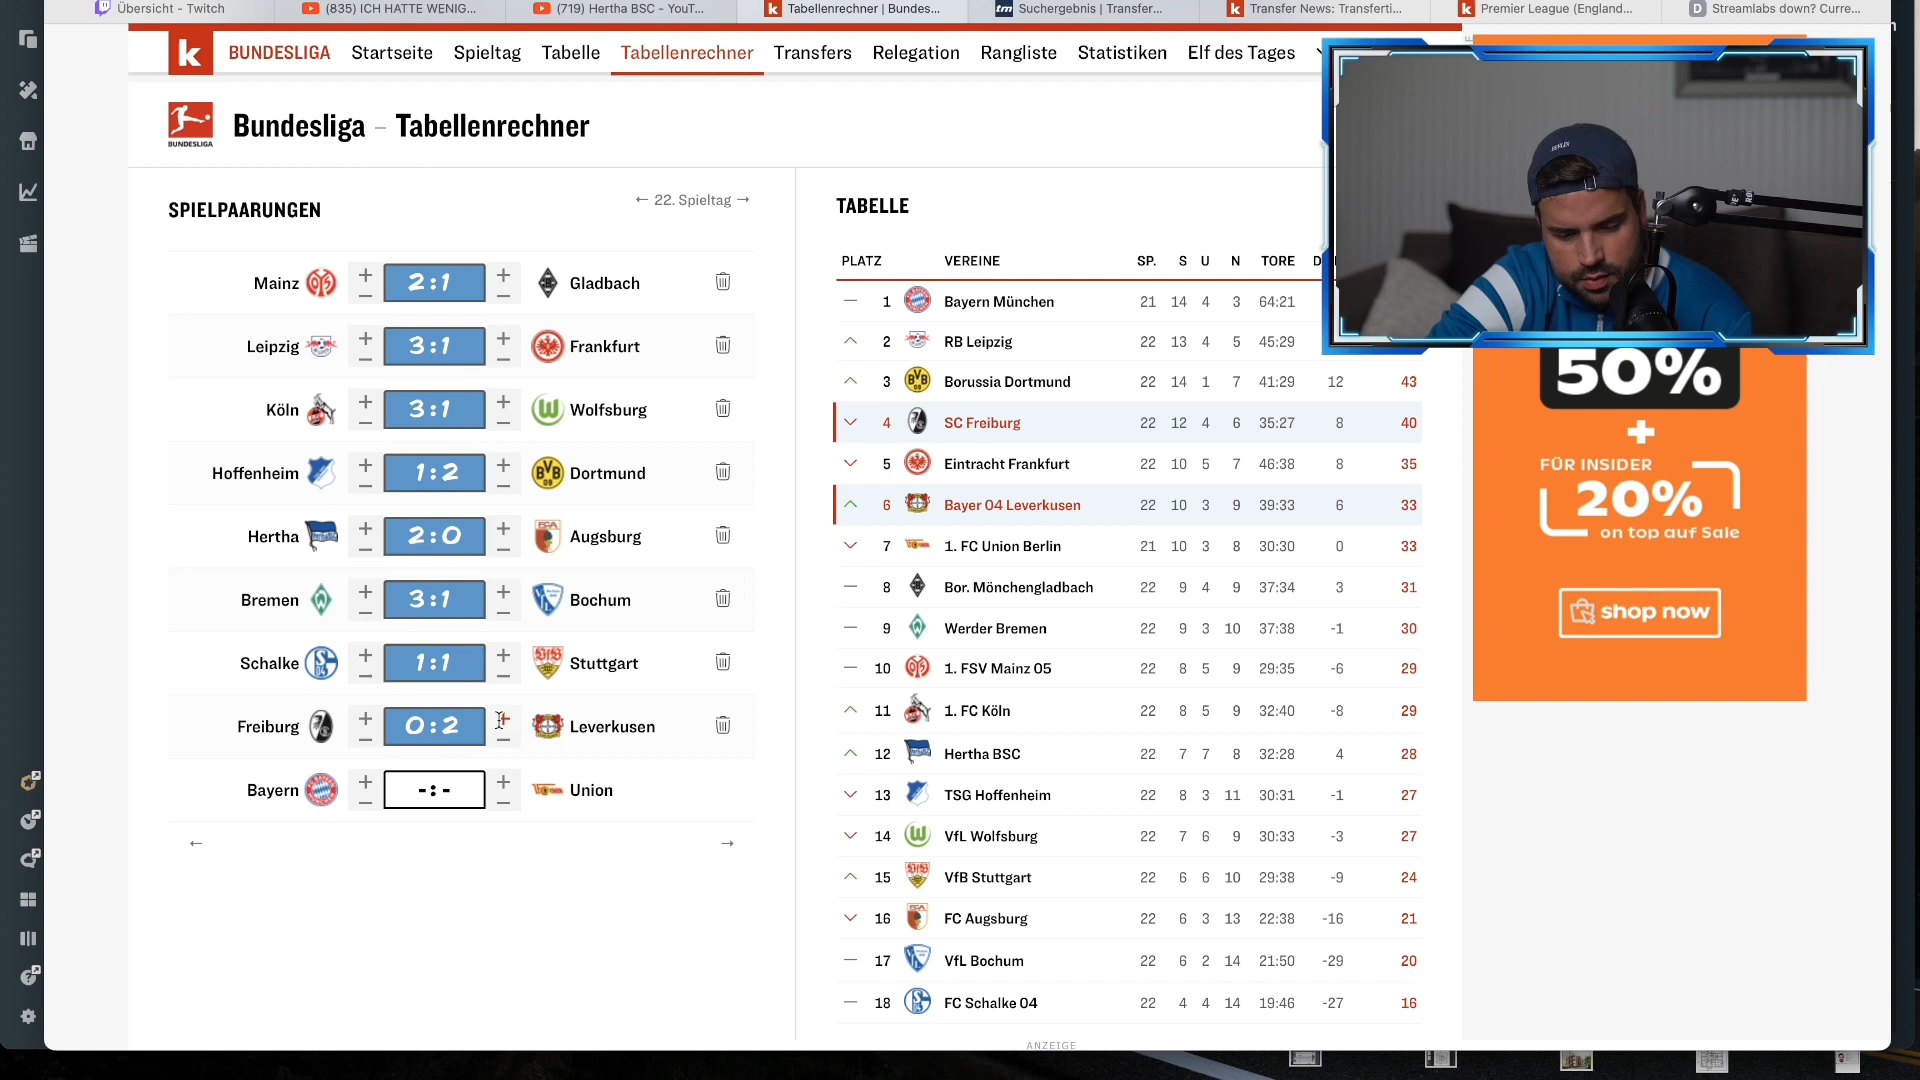 Übersicht - Twitch
(835) ICH HATTE WENIG...
(719) Hertha BSC - YouT...
Tabellenrechner | Bundes...
tm Suchergebnis | Transfer...
Transfer News: Transferti...
Premier League (England...
D Streamlabs down? Curre...
k BUNDESLIGA Startseite Spieltag Tabelle Tabellenrechner Transfers Relegation Rangliste Statistiken Elf des Tages
BUNDESLIGA
Bundesliga – Tabellenrechner
SPIELPAARUNGEN
← 22. Spieltag →
Mainz + 2:1 + Gladbach
Leipzig + 3:1 + Frankfurt
Köln + 3:1 + Wolfsburg
Hoffenheim + 1:2 + Dortmund
Hertha + 2:0 + Augsburg
Bremen + 3:1 + Bochum
Schalke + 1:1 + Stuttgart
Freiburg + 0:2 + Leverkusen
Bayern + -:- + Union
← →
TABELLE
PLATZ VEREINE SP. S U N TORE
— 1 Bayern München 21 14 4 3 64:21
2 RB Leipzig 22 13 4 5 45:29
3 Borussia Dortmund 22 14 1 7 41:29 12 43
4 SC Freiburg 22 12 4 6 35:27 8 40
5 Eintracht Frankfurt 22 10 5 7 46:38 8 35
6 Bayer 04 Leverkusen 22 10 3 9 39:33 6 33
7 1. FC Union Berlin 21 10 3 8 30:30 0 33
— 8 Bor. Mönchengladbach 22 9 4 9 37:34 3 31
— 9 Werder Bremen 22 9 3 10 37:38 -1 30
— 10 1. FSV Mainz 05 22 8 5 9 29:35 -6 29
11 1. FC Köln 22 8 5 9 32:40 -8 29
12 Hertha BSC 22 7 7 8 32:28 4 28
13 TSG Hoffenheim 22 8 3 11 30:31 -1 27
14 VfL Wolfsburg 22 7 6 9 30:33 -3 27
15 VfB Stuttgart 22 6 6 10 29:38 -9 24
16 FC Augsburg 22 6 3 13 22:38 -16 21
— 17 VfL Bochum 22 6 2 14 21:50 -29 20
— 18 FC Schalke 04 22 4 4 14 19:46 -27 16
ANZEIGE
BERLIN
50%
+
FÜR INSIDER
20%
on top auf Sale
shop now